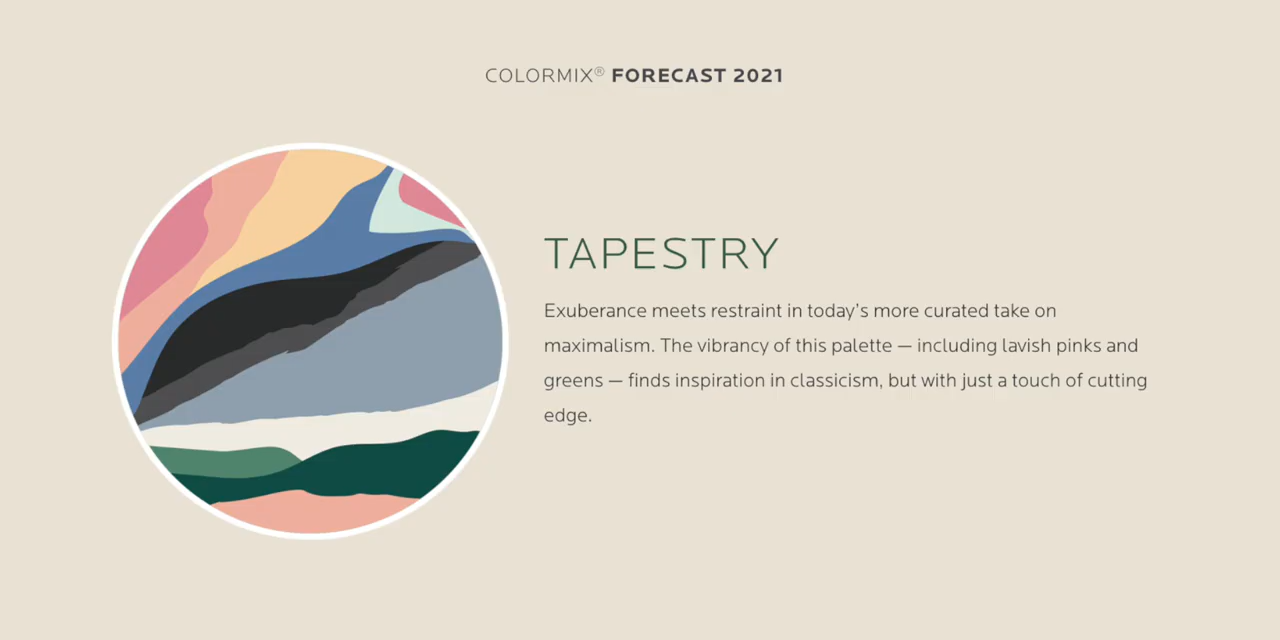 COLORMIX® FORECAST 2021
TAPESTRY
Exuberance meets restraint in today’s more curated take on
maximalism. The vibrancy of this palette — including lavish pinks and
greens — finds inspiration in classicism, but with just a touch of cutting
edge.